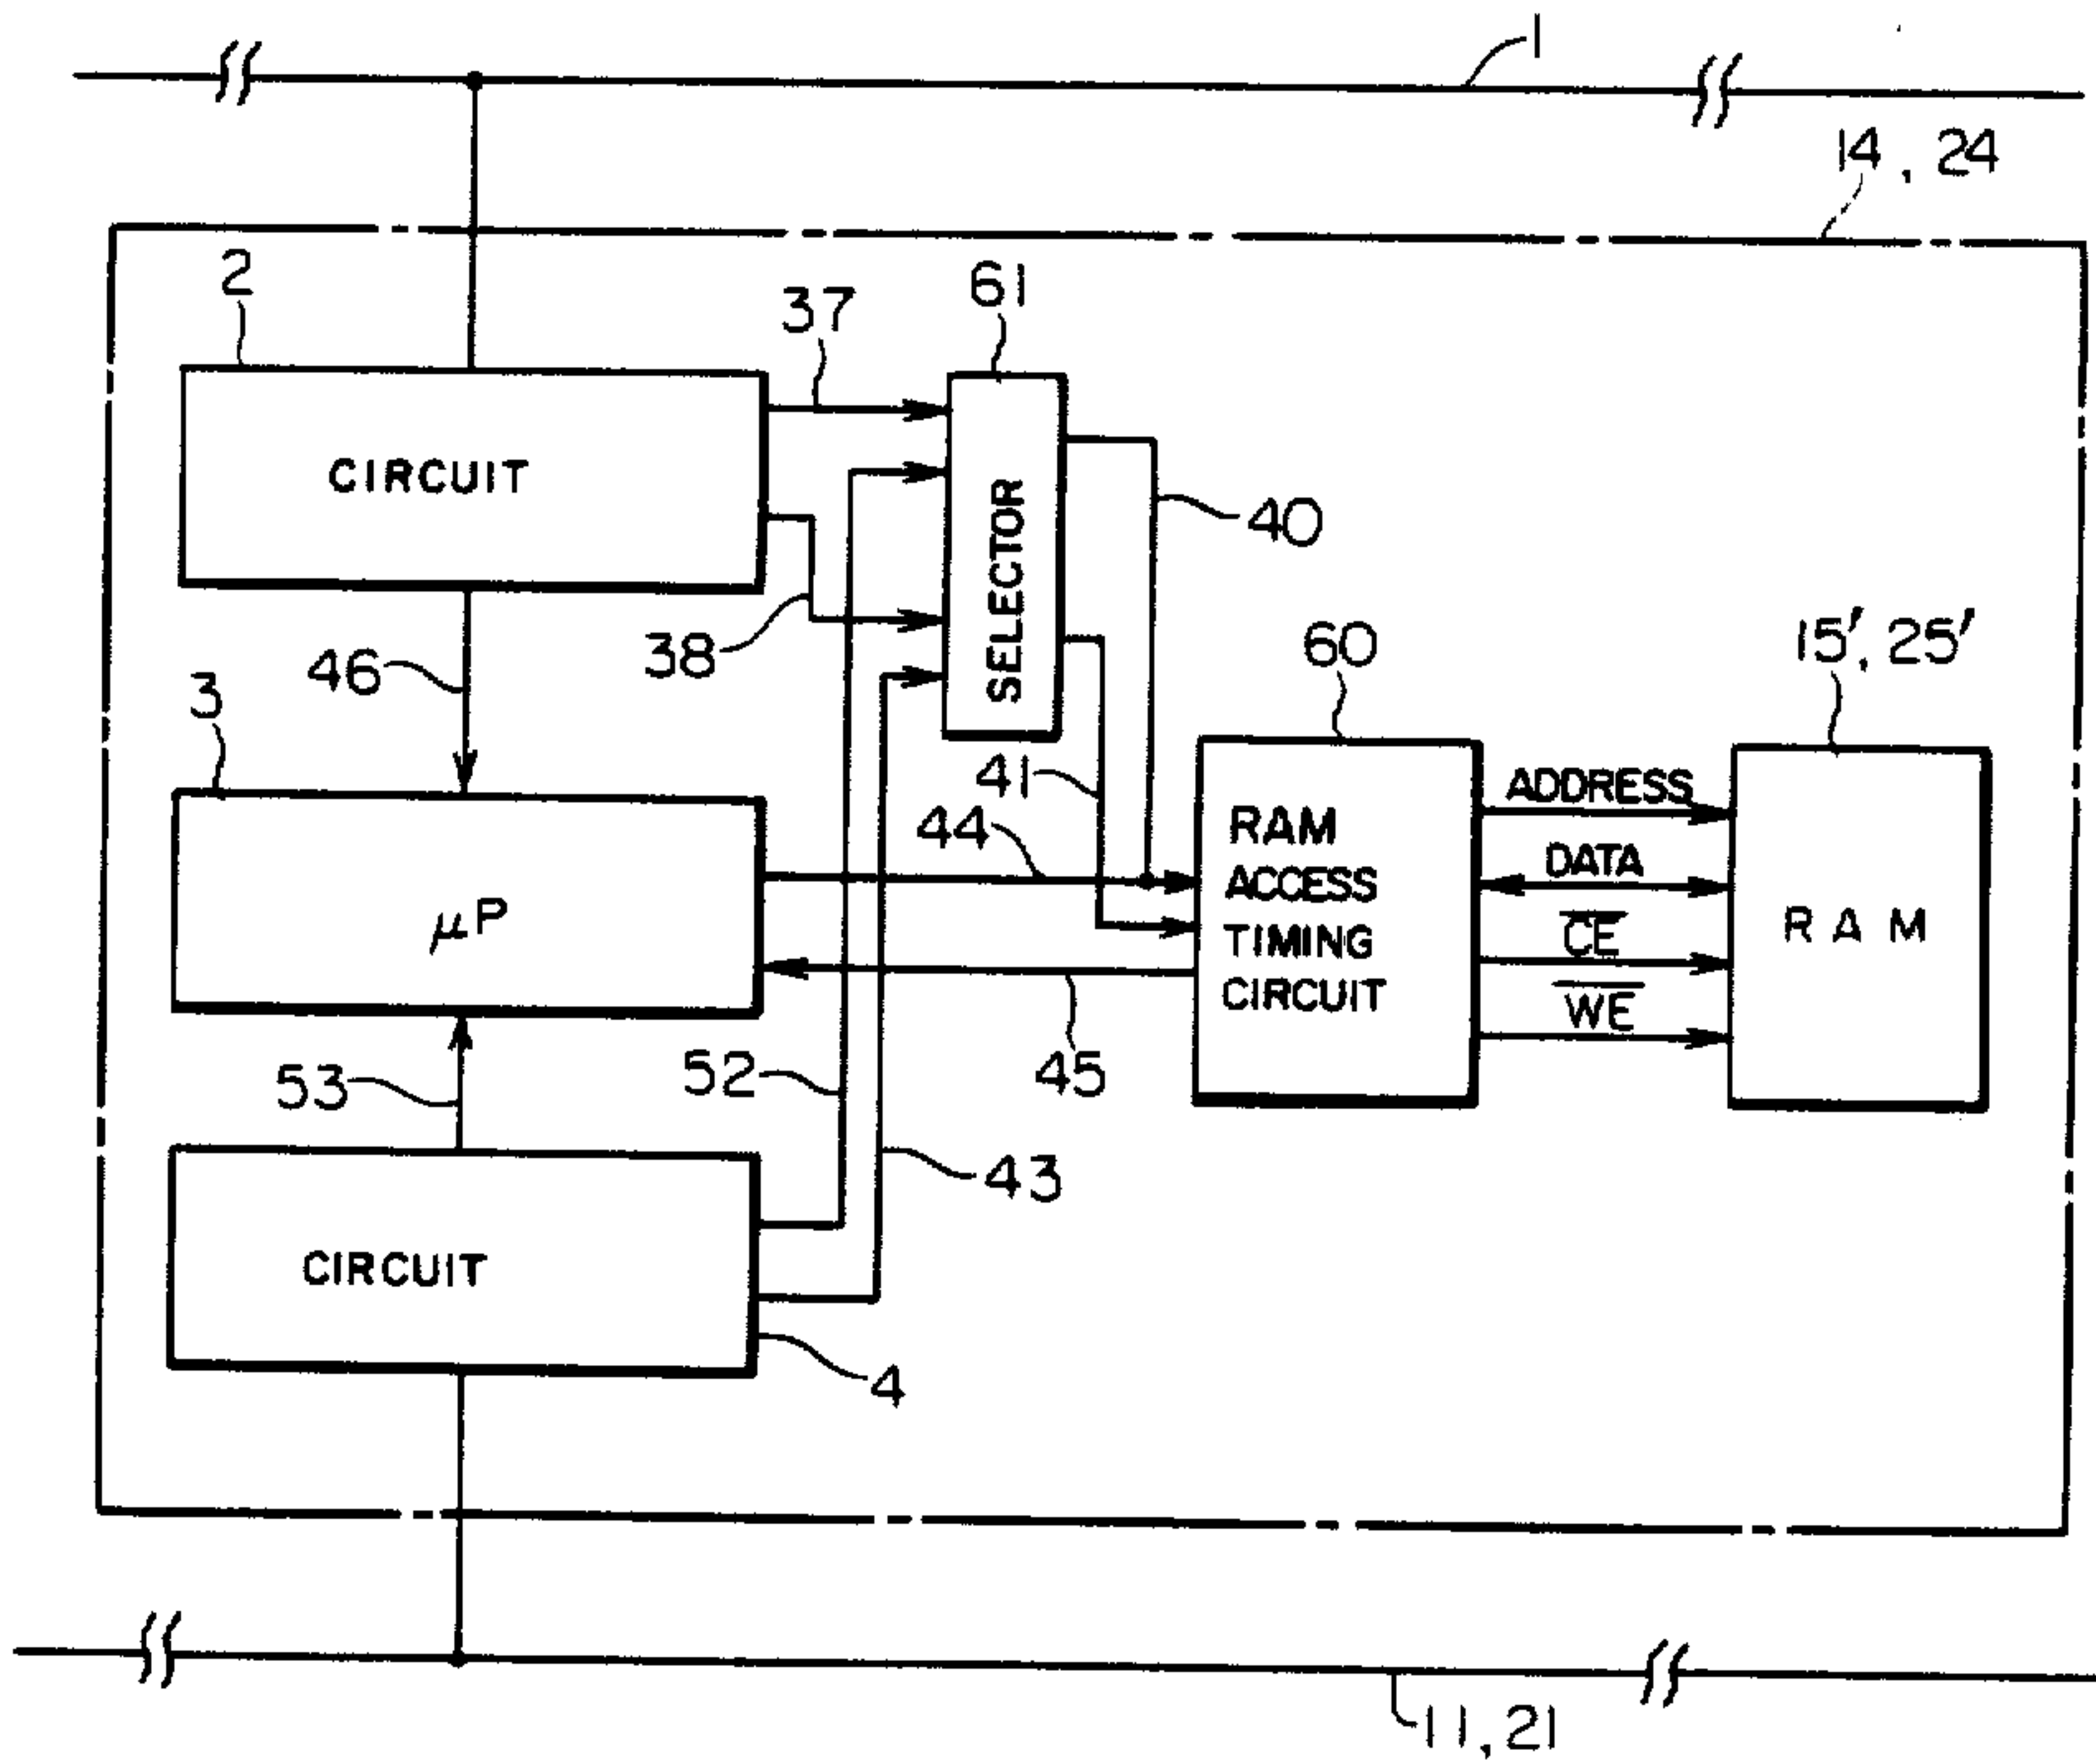 1
14, 24
2
37
61
CIRCUIT
SELECTOR
40
38
46
60
15', 25'
3
41
44
ADDRESS
RAM
ACCESS
TIMING
CIRCUIT
DATA
CE
WE
RAM
μP
45
52
53
43
CIRCUIT
4
11, 21